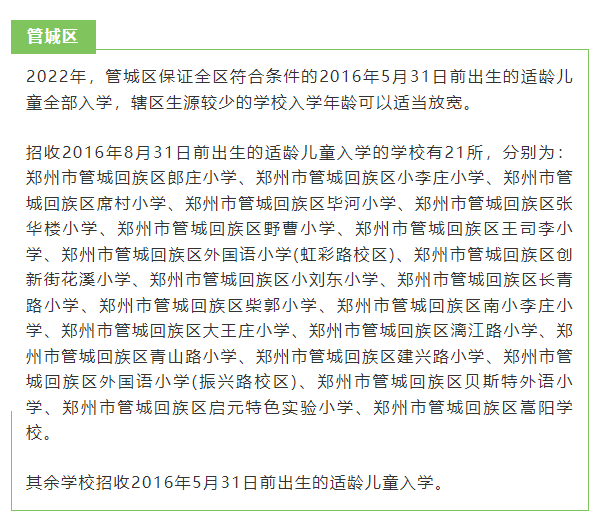 管城区
2022年，管城区保证全区符合条件的2016年5月31日前出生的适龄儿
童全部入学，辖区生源较少的学校入学年龄可以适当放宽。
招收2016年8月31日前出生的适龄儿童入学的学校有21所，分别为：
郑州市管城回族区郎庄小学、郑州市管城回族区小李庄小学、郑州市管
城回族区席村小学、郑州市管城回族区毕河小学、郑州市管城回族区张
华楼小学、郑州市管城回族区野曹小学、郑州市管城回族区王司李小
学、郑州市管城回族区外国语小学(虹彩路校区)、郑州市管城回族区创
新街花溪小学、郑州市管城回族区小刘东小学、郑州市管城回族区长青
路小学、郑州市管城回族区柴郭小学、郑州市管城回族区南小李庄小
学、郑州市管城回族区大王庄小学、郑州市管城回族区漓江路小学、郑
州市管城回族区青山路小学、郑州市管城回族区建兴路小学、郑州市管
城回族区外国语小学(振兴路校区)、郑州市管城回族区贝斯特外语小
学、郑州市管城回族区启元特色实验小学、郑州市管城回族区嵩阳学
校。
其余学校招收2016年5月31日前出生的适龄儿童入学。